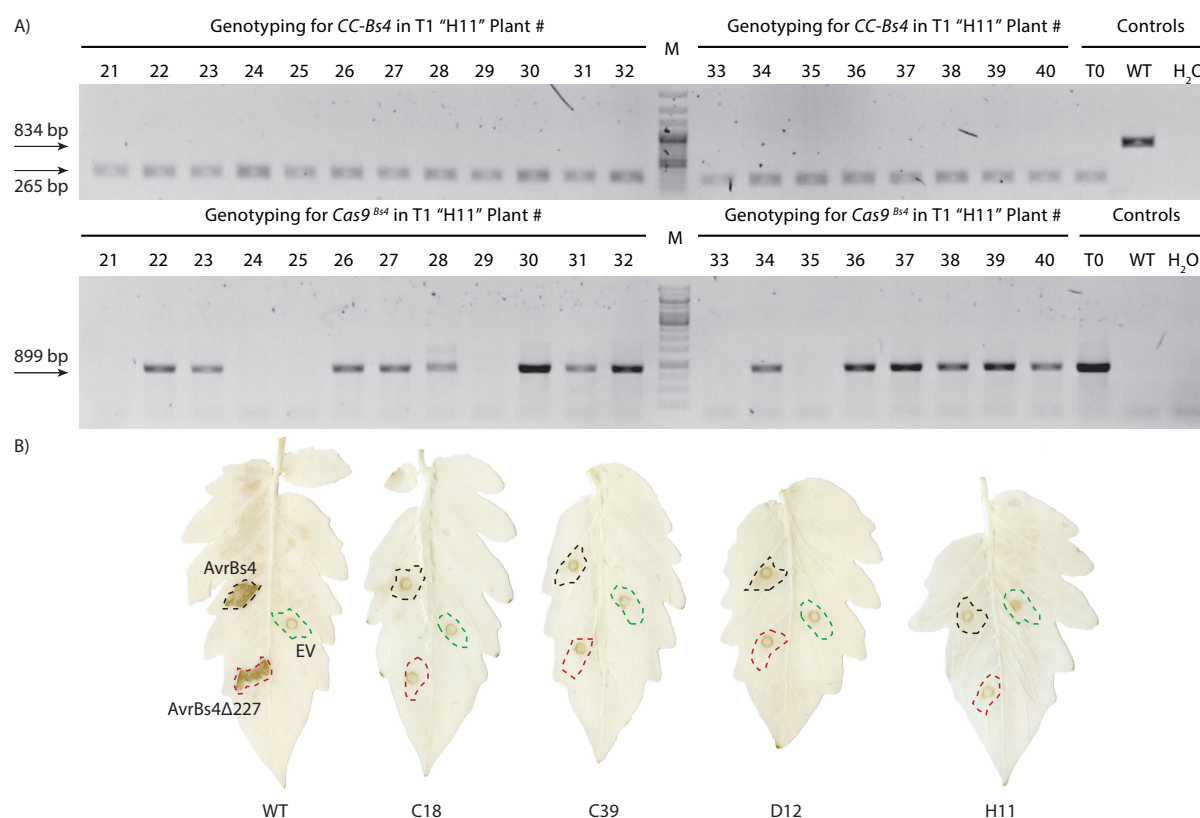 A)
Genotyping for CC-Bs4 in T1 “H11” Plant #
M
Genotyping for CC-Bs4 in T1 “H11” Plant #
Controls
21 22 23 24 25 26 27 28 29 30 31 32
33 34 35 36 37 38 39 40 T0 WT H₂O
834 bp
265 bp
Genotyping for Cas9 Bs4 in T1 “H11” Plant #
M
Genotyping for Cas9 Bs4 in T1 “H11” Plant #
Controls
21 22 23 24 25 26 27 28 29 30 31 32
33 34 35 36 37 38 39 40 T0 WT H₂O
899 bp
B)
AvrBs4
EV
AvrBs4Δ227
WT C18 C39 D12 H11